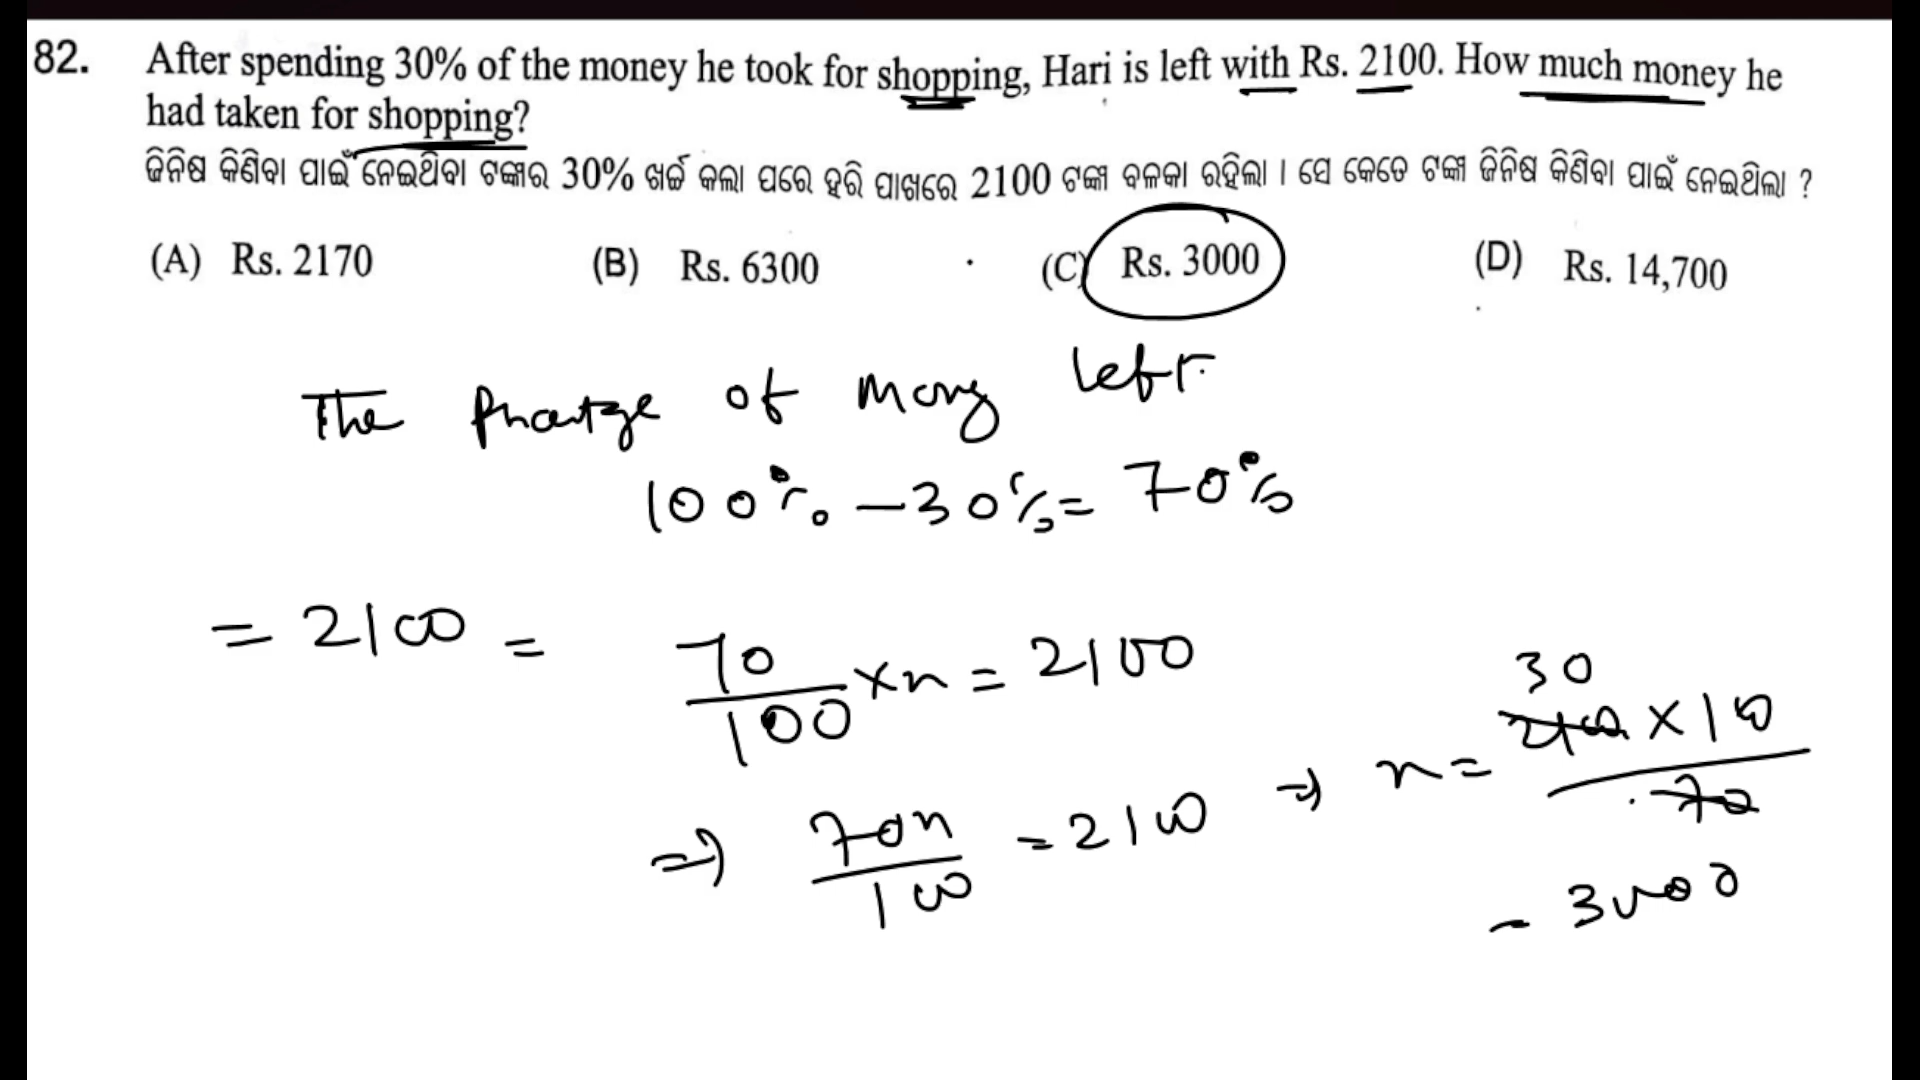 82. After spending 30% of the money he took for shopping, Hari is left with Rs. 2100. How much money he
had taken for shopping?
ଜିନିଷ କିଣିବା ପାଇଁ ନେଇଥିବା ଟଙ୍କାର 30% ଖର୍ଚ୍ଚ କଲା ପରେ ହରି ପାଖରେ 2100 ଟଙ୍କା ବଳକା ରହିଲା । ସେ କେତେ ଟଙ୍କା ଜିନିଷ କିଣିବା ପାଇଁ ନେଇଥିଲା ?
(A) Rs. 2170 (B) Rs. 6300 (C) Rs. 3000 (D) Rs. 14,700
The of money left
100% - 30% = 70%
= 2100 = 70/100 × x = 2100
⇒ 70x/100 = 2100 ⇒ x =
30
70
= 3000